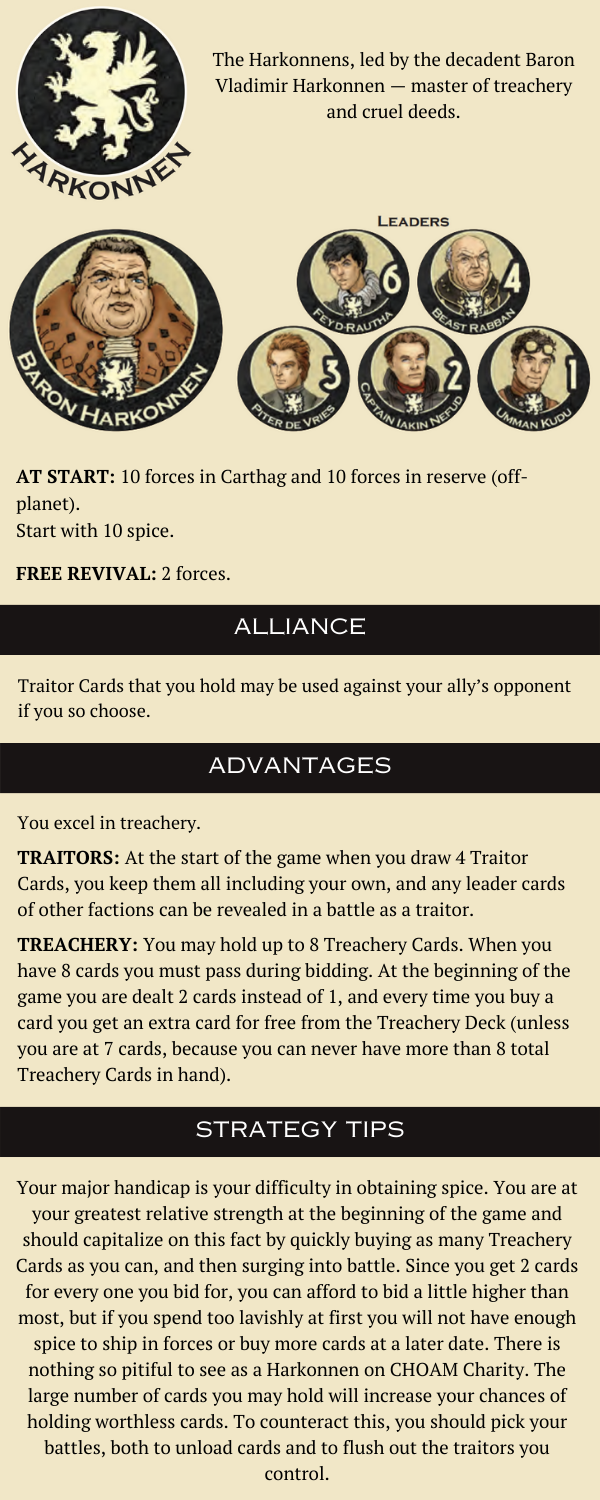 HARKONNEN
The Harkonnens, led by the decadent Baron
Vladimir Harkonnen — master of treachery
and cruel deeds.
LEADERS
BARON HARKONNEN
6
FEYD-RAUTHA
4
BEAST RABBAN
3
PITER DE VRIES
2
CAPTAIN IAKIN NEFUD
1
UMMAN KUDU
AT START: 10 forces in Carthag and 10 forces in reserve (off-
planet).
Start with 10 spice.
FREE REVIVAL: 2 forces.
ALLIANCE
Traitor Cards that you hold may be used against your ally’s opponent
if you so choose.
ADVANTAGES
You excel in treachery.
TRAITORS: At the start of the game when you draw 4 Traitor
Cards, you keep them all including your own, and any leader cards
of other factions can be revealed in a battle as a traitor.
TREACHERY: You may hold up to 8 Treachery Cards. When you
have 8 cards you must pass during bidding. At the beginning of the
game you are dealt 2 cards instead of 1, and every time you buy a
card you get an extra card for free from the Treachery Deck (unless
you are at 7 cards, because you can never have more than 8 total
Treachery Cards in hand).
STRATEGY TIPS
Your major handicap is your difficulty in obtaining spice. You are at
your greatest relative strength at the beginning of the game and
should capitalize on this fact by quickly buying as many Treachery
Cards as you can, and then surging into battle. Since you get 2 cards
for every one you bid for, you can afford to bid a little higher than
most, but if you spend too lavishly at first you will not have enough
spice to ship in forces or buy more cards at a later date. There is
nothing so pitiful to see as a Harkonnen on CHOAM Charity. The
large number of cards you may hold will increase your chances of
holding worthless cards. To counteract this, you should pick your
battles, both to unload cards and to flush out the traitors you
control.